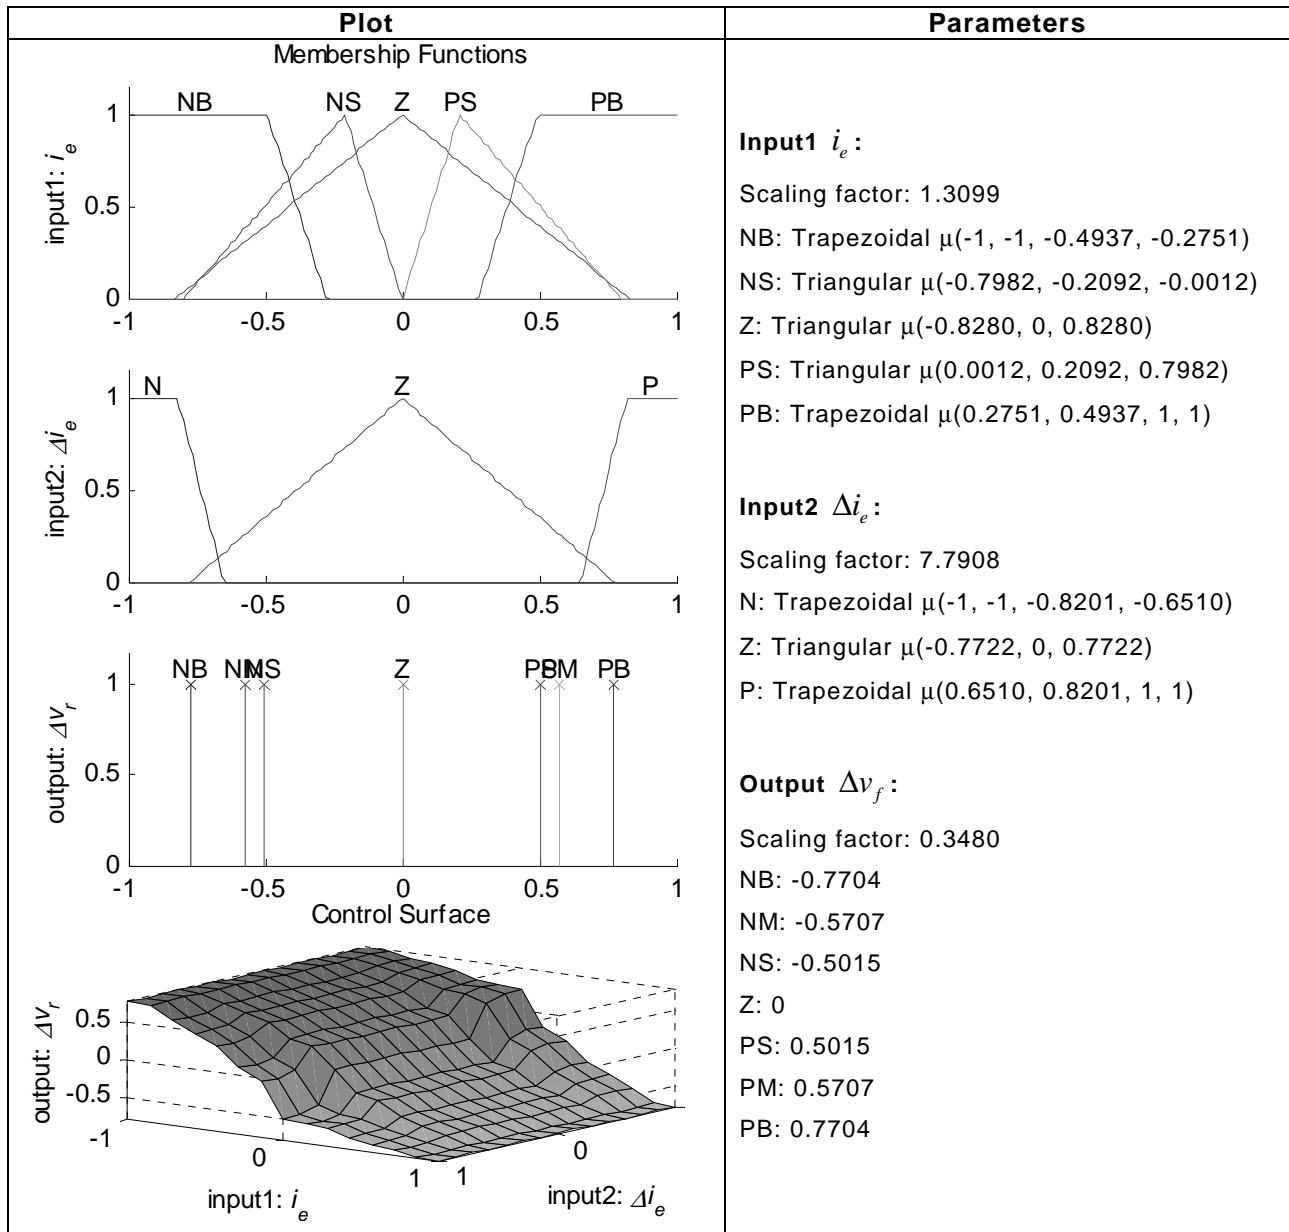 Plot
Parameters
Membership Functions
NB NS Z PS PB
1
0.5
0
input1: i_e
-1 -0.5 0 0.5 1
N Z P
1
0.5
0
input2: Δi_e
-1 -0.5 0 0.5 1
NB NM NS Z PS PM PB
1
0.5
0
output: Δv_r
-1 -0.5 0 0.5 1
Control Surface
0.5
0
-0.5
output: Δv_r
-1 0 1
input1: i_e
1 0
input2: Δi_e
Input1 i_e:
Scaling factor: 1.3099
NB: Trapezoidal μ(-1, -1, -0.4937, -0.2751)
NS: Triangular μ(-0.7982, -0.2092, -0.0012)
Z: Triangular μ(-0.8280, 0, 0.8280)
PS: Triangular μ(0.0012, 0.2092, 0.7982)
PB: Trapezoidal μ(0.2751, 0.4937, 1, 1)
Input2 Δi_e:
Scaling factor: 7.7908
N: Trapezoidal μ(-1, -1, -0.8201, -0.6510)
Z: Triangular μ(-0.7722, 0, 0.7722)
P: Trapezoidal μ(0.6510, 0.8201, 1, 1)
Output Δv_f:
Scaling factor: 0.3480
NB: -0.7704
NM: -0.5707
NS: -0.5015
Z: 0
PS: 0.5015
PM: 0.5707
PB: 0.7704